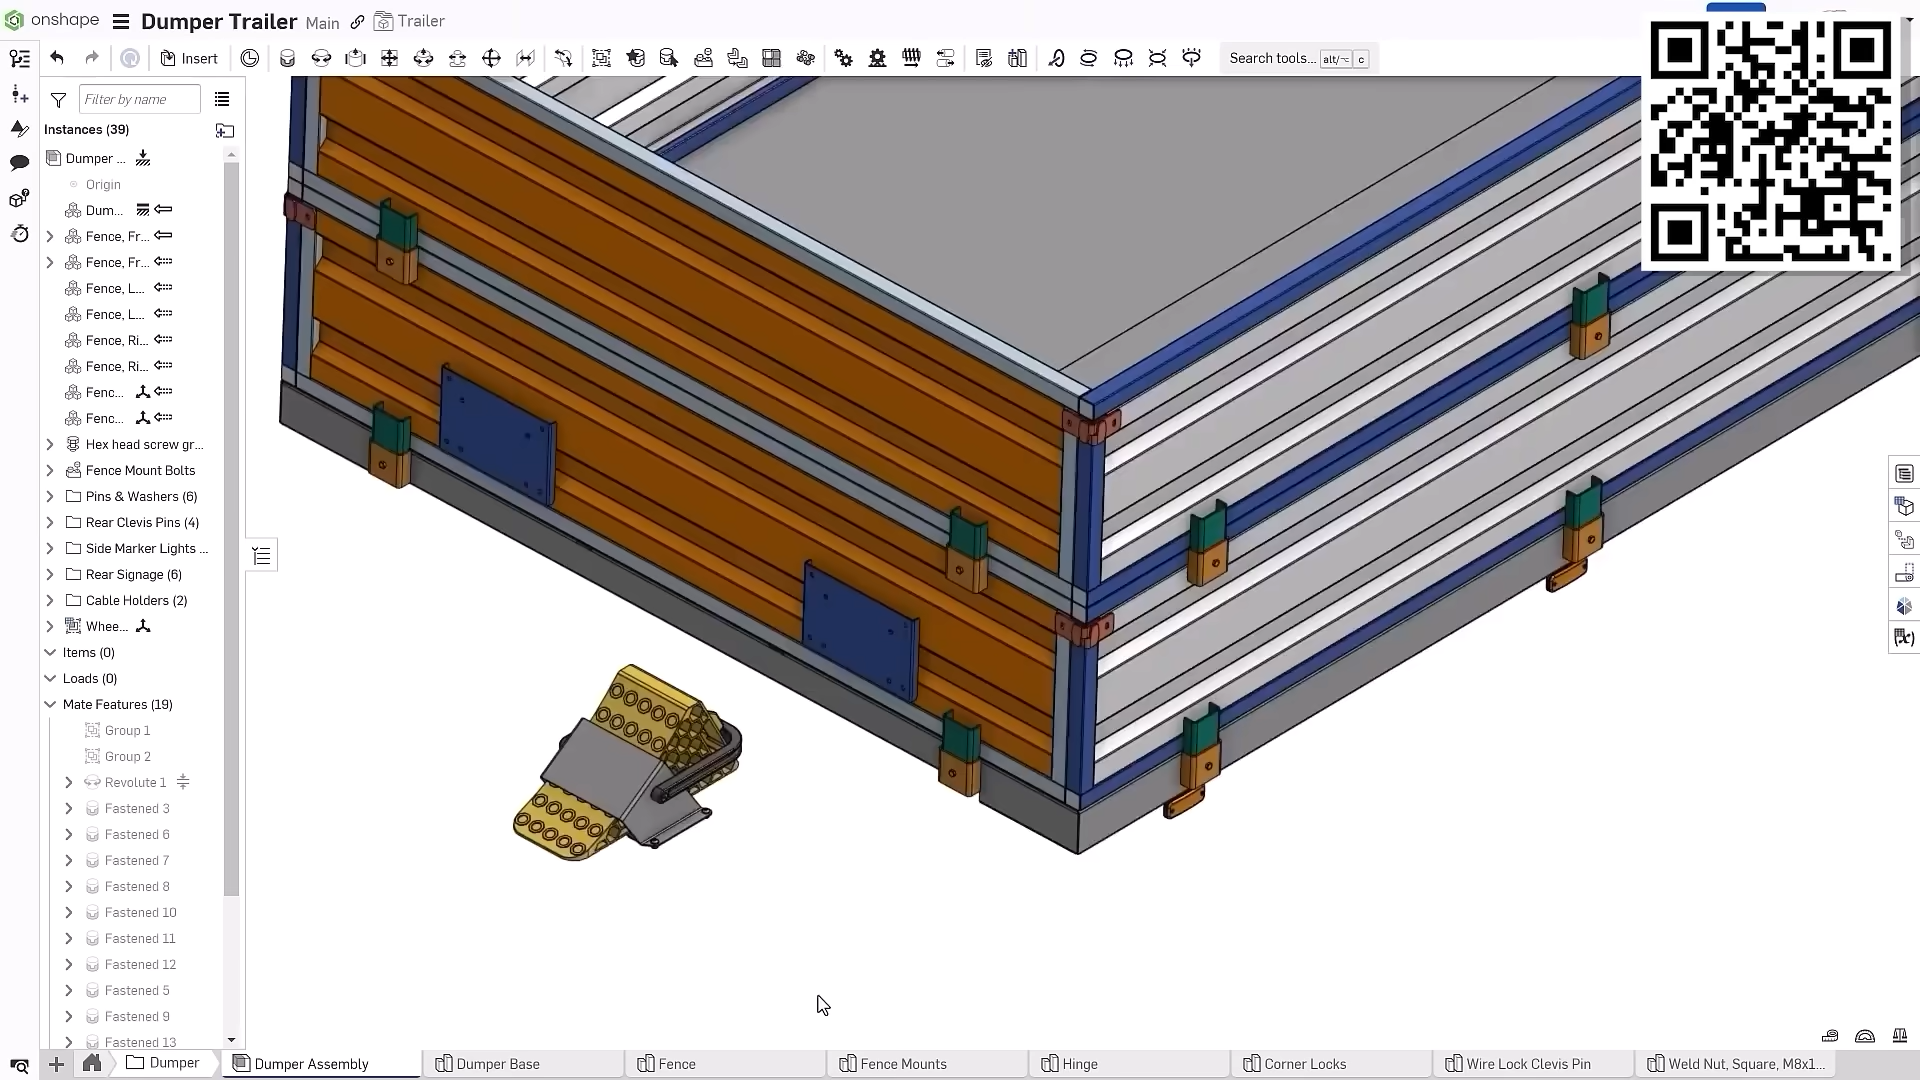 onshape Dumper Trailer Main Trailer
Insert Search tools... alt/⌥ c
Filter by name
Instances (39)
Dumper ...
Origin
Dum...
Fence, Fr...
Fence, Fr...
Fence, L...
Fence, L...
Fence, Ri...
Fence, Ri...
Fenc...
Fenc...
Hex head screw gr...
Fence Mount Bolts
Pins & Washers (6)
Rear Clevis Pins (4)
Side Marker Lights ...
Rear Signage (6)
Cable Holders (2)
Whee...
Items (0)
Loads (0)
Mate Features (19)
Group 1
Group 2
Revolute 1
Fastened 3
Fastened 6
Fastened 7
Fastened 8
Fastened 10
Fastened 11
Fastened 12
Fastened 5
Fastened 9
Fastened 13
Dumper Dumper Assembly Dumper Base Fence Fence Mounts Hinge Corner Locks Wire Lock Clevis Pin Weld Nut, Square, M8x1...